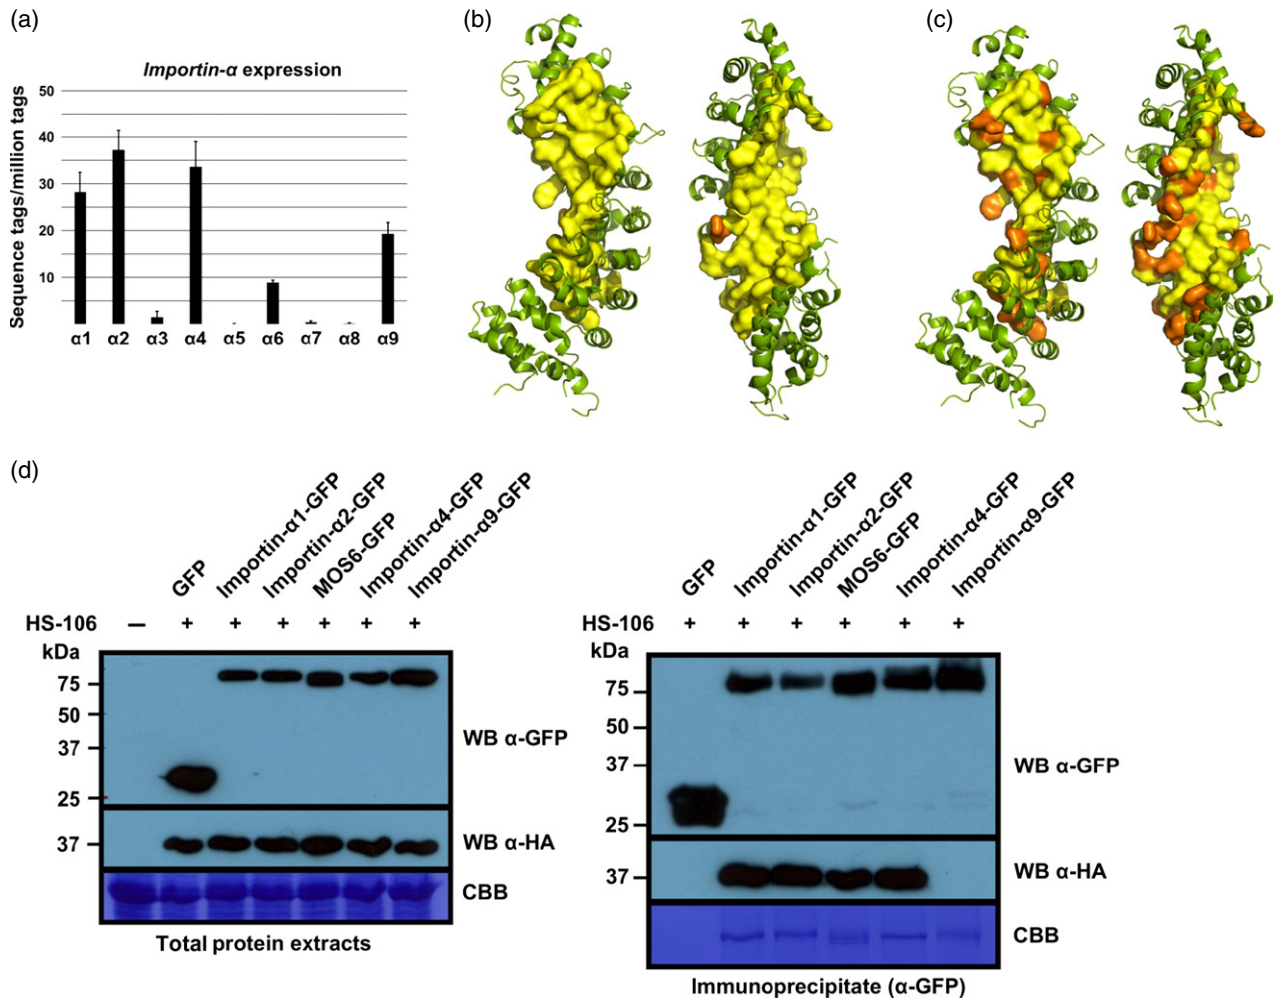 (a)
Importin-α expression
Sequence tags/million tags
50
40
30
20
10
α1 α2 α3 α4 α5 α6 α7 α8 α9
(b)
(c)
(d)
GFP
Importin-α1-GFP
Importin-α2-GFP
MOS6-GFP
Importin-α4-GFP
Importin-α9-GFP
HS-106 – + + + + + +
kDa
75
50
37
25
WB α-GFP
37
WB α-HA
CBB
Total protein extracts
GFP
Importin-α1-GFP
Importin-α2-GFP
MOS6-GFP
Importin-α4-GFP
Importin-α9-GFP
HS-106 + + + + + +
kDa
75
50
37
25
WB α-GFP
37
WB α-HA
CBB
Immunoprecipitate (α-GFP)